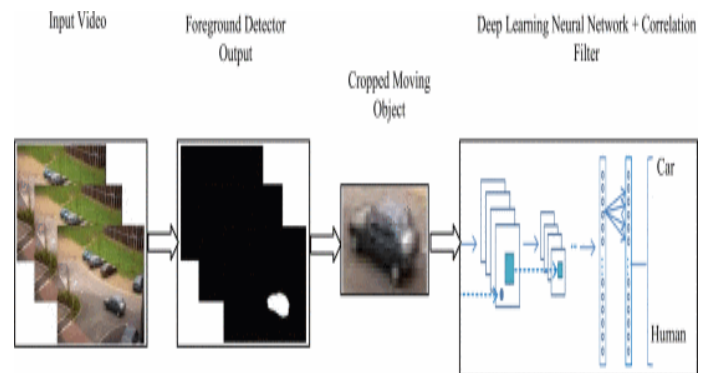 Input Video
Foreground Detector
Output
Cropped Moving
Object
Deep Learning Neural Network + Correlation
Filter
Car
Human